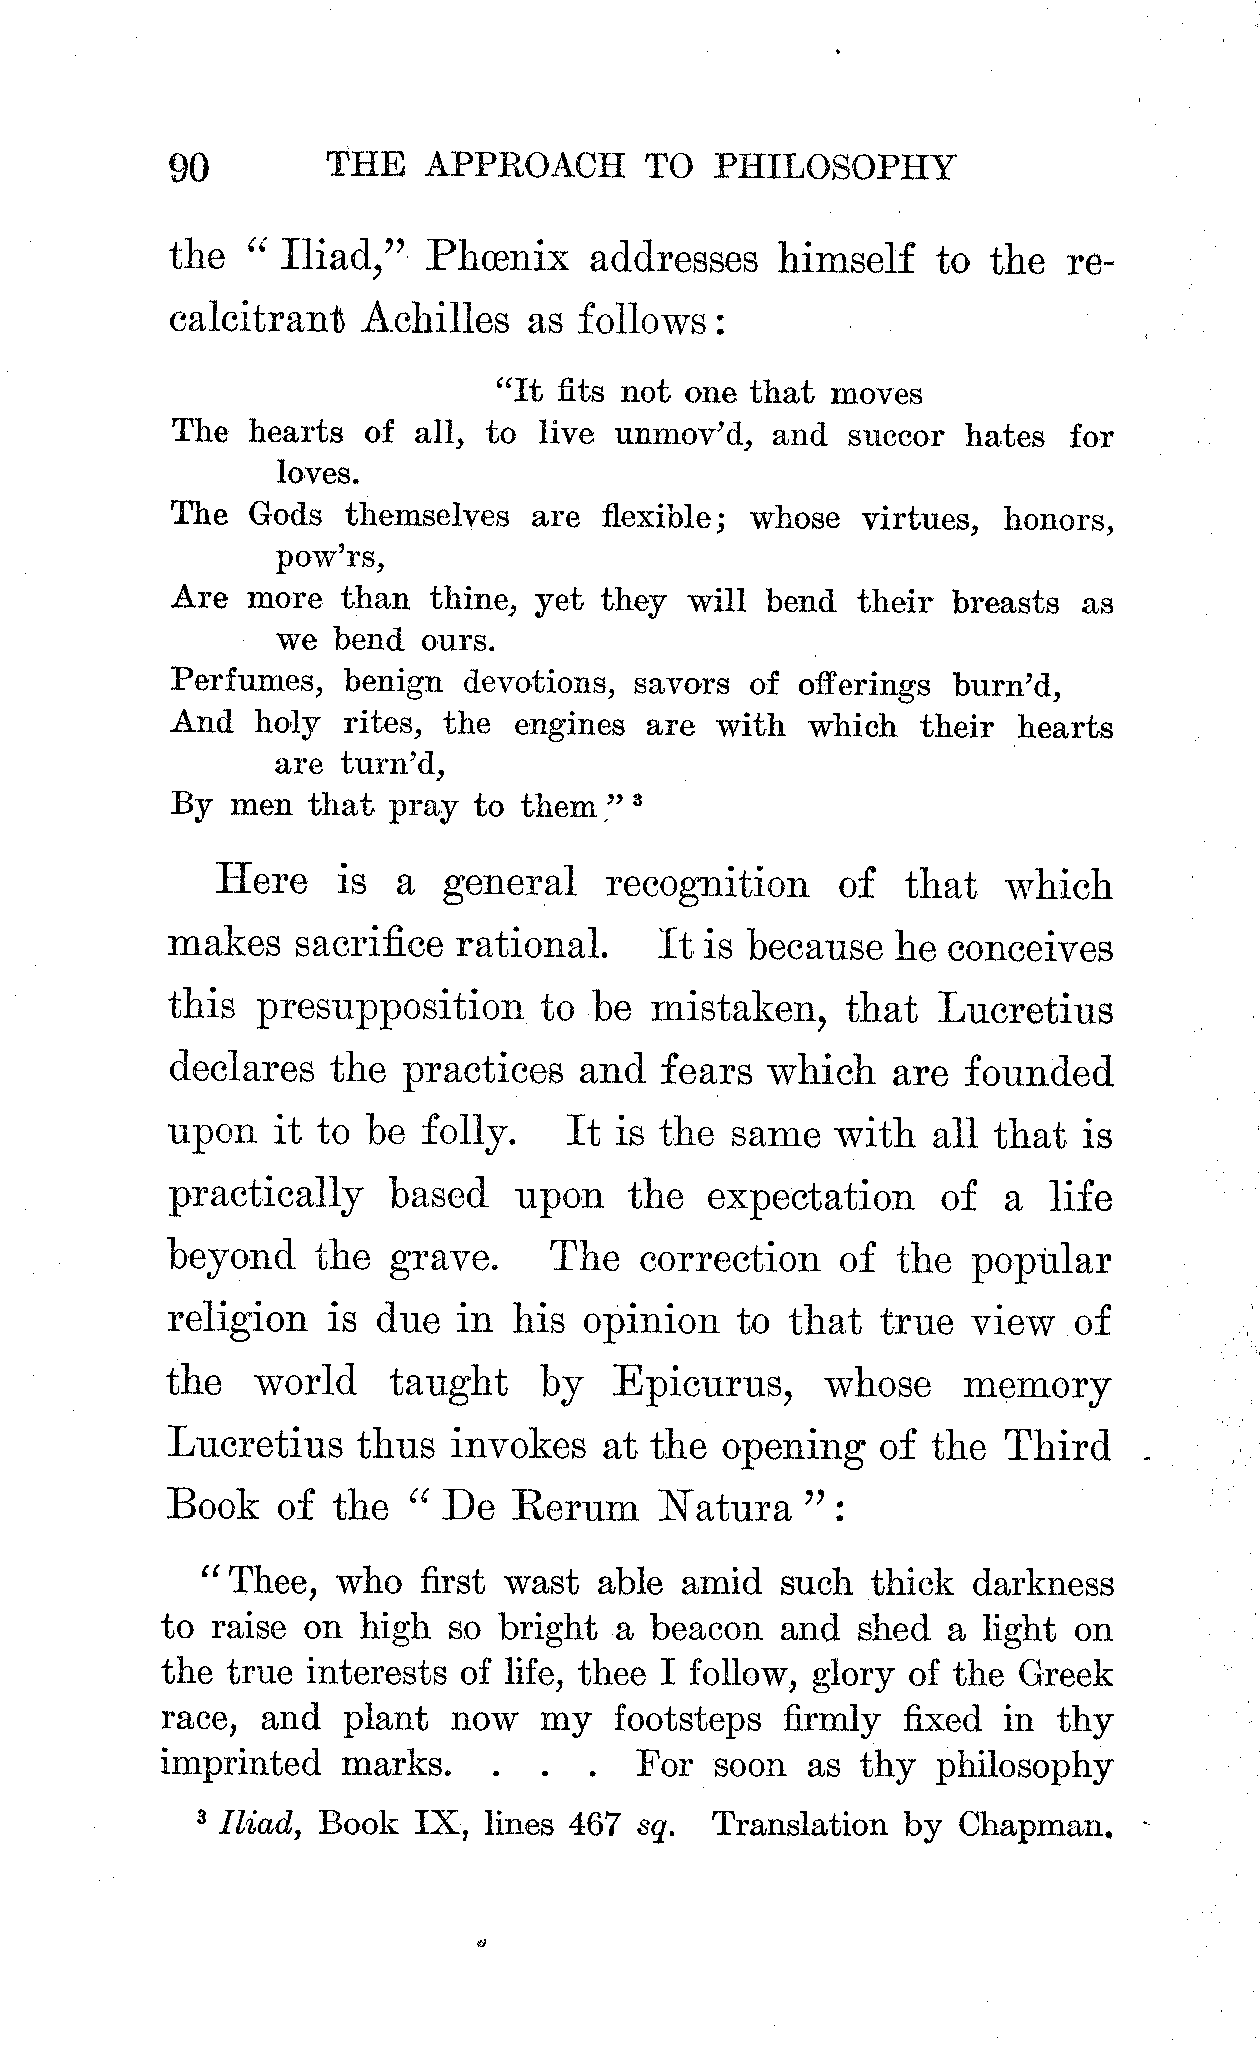 90 THE APPROACH TO PHILOSOPHY
the " Iliad," Phœnix addresses himself to the re-
calcitrant Achilles as follows:
"It fits not one that moves
The hearts of all, to live unmov'd, and succor hates for
loves.
The Gods themselves are flexible; whose virtues, honors,
pow'rs,
Are more than thine, yet they will bend their breasts as
we bend ours.
Perfumes, benign devotions, savors of offerings burn'd,
And holy rites, the engines are with which their hearts
are turn'd,
By men that pray to them." 3
Here is a general recognition of that which
makes sacrifice rational. It is because he conceives
this presupposition to be mistaken, that Lucretius
declares the practices and fears which are founded
upon it to be folly. It is the same with all that is
practically based upon the expectation of a life
beyond the grave. The correction of the popular
religion is due in his opinion to that true view of
the world taught by Epicurus, whose memory
Lucretius thus invokes at the opening of the Third
Book of the " De Rerum Natura ":
"Thee, who first wast able amid such thick darkness
to raise on high so bright a beacon and shed a light on
the true interests of life, thee I follow, glory of the Greek
race, and plant now my footsteps firmly fixed in thy
imprinted marks. . . . For soon as thy philosophy
3 Iliad, Book IX, lines 467 sq. Translation by Chapman.